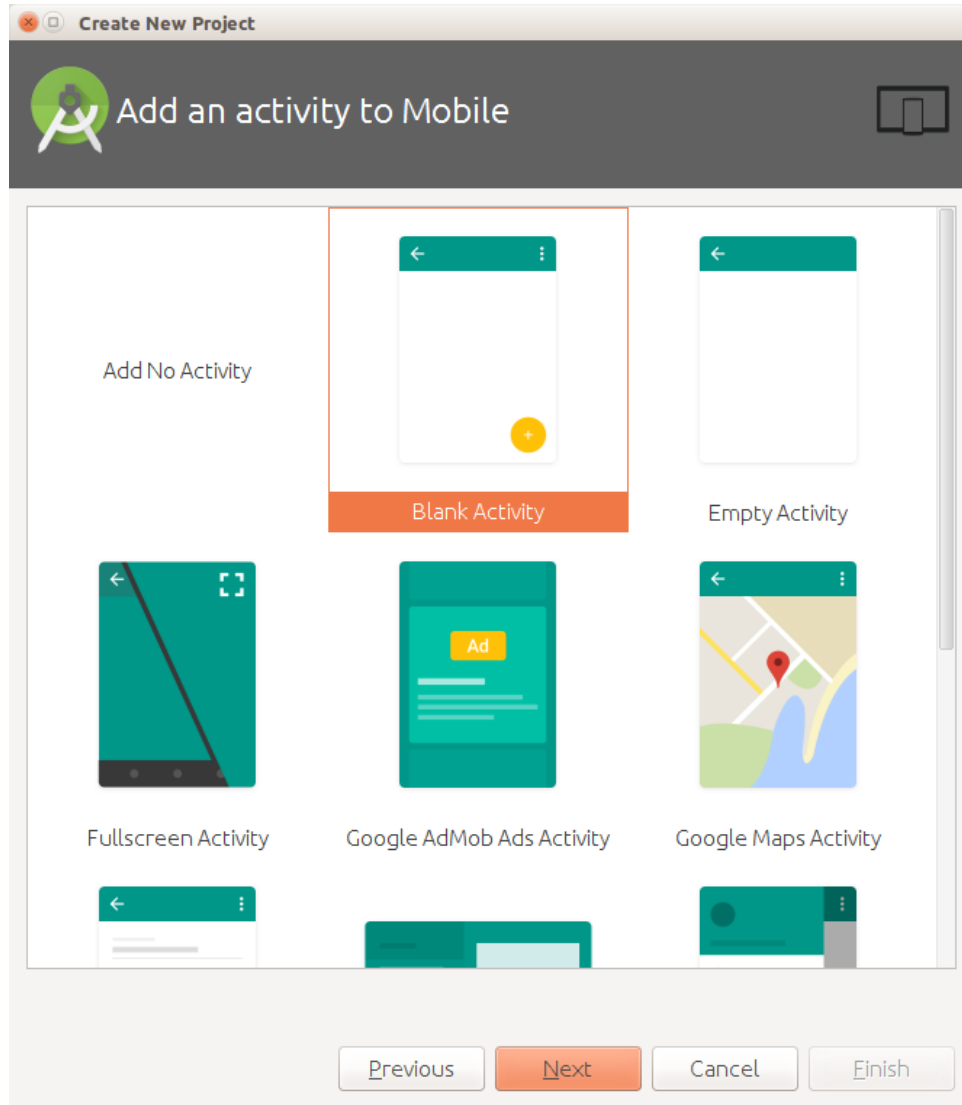 Create New Project
Add an activity to Mobile
Add No Activity
Blank Activity
Empty Activity
Ad
Fullscreen Activity
Google AdMob Ads Activity
Google Maps Activity
Previous
Next
Cancel
Finish